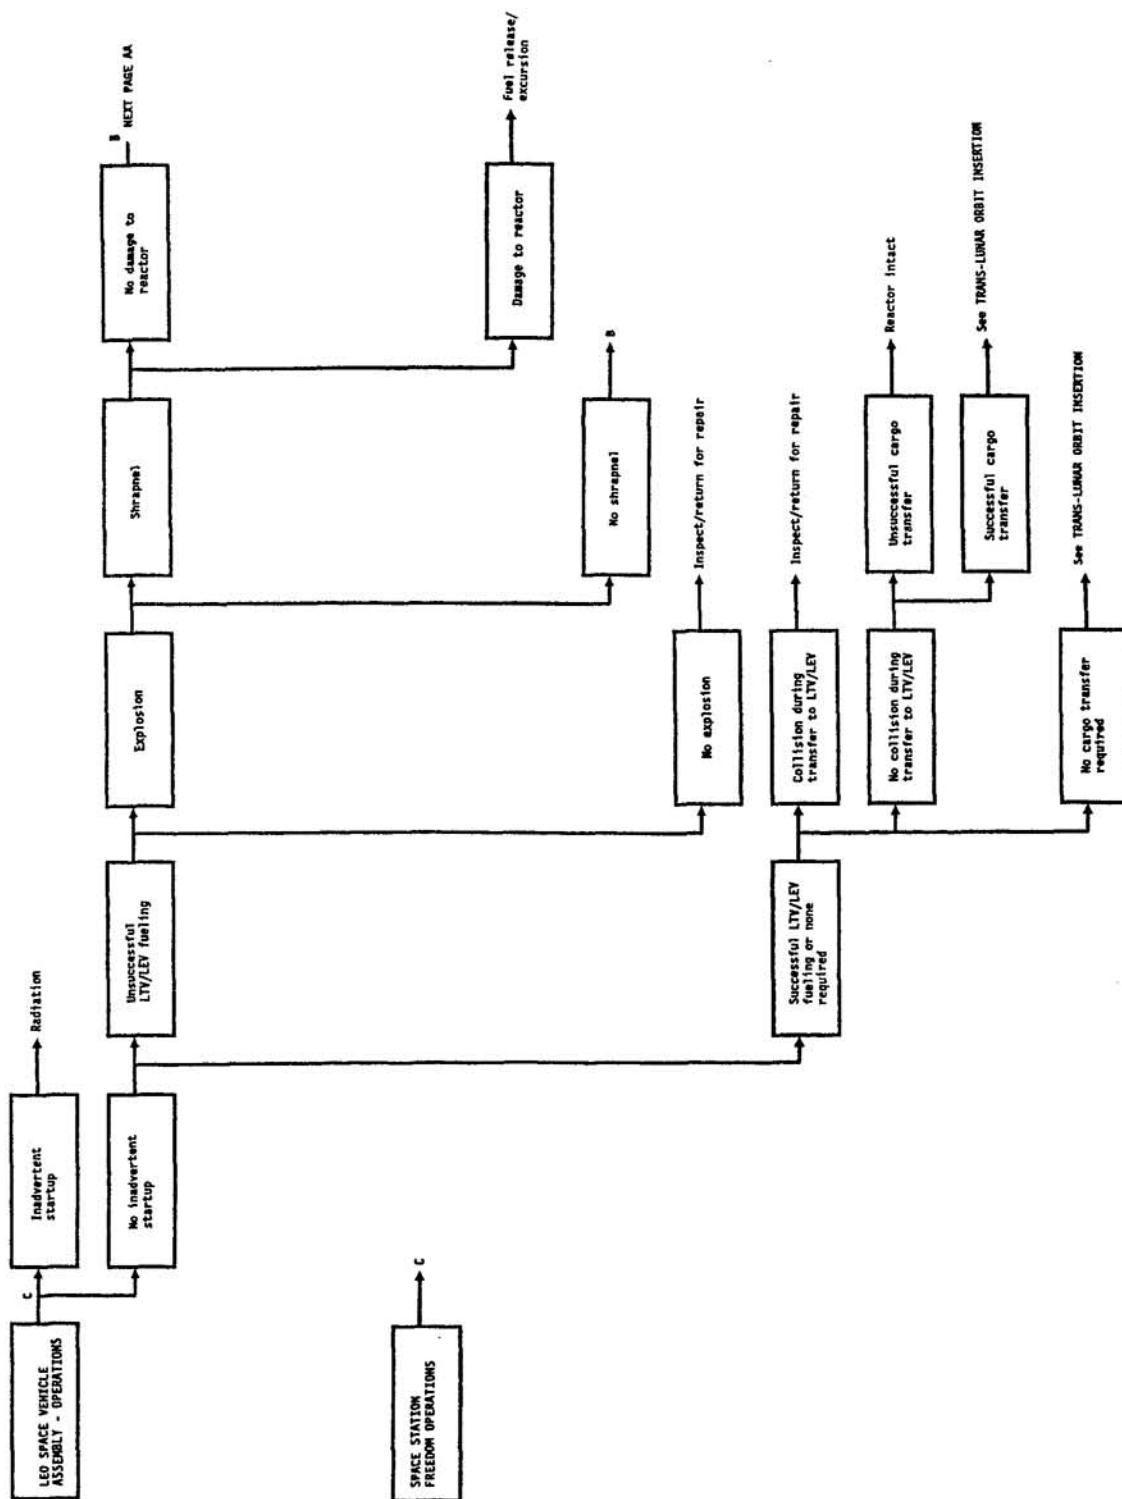 LEO SPACE VEHICLE
ASSEMBLY - OPERATIONS
C
Inadvertent
startup
Radiation
No inadvertent
startup
Unsuccessful
LTV/LEV fueling
Explosion
Shrapnel
No damage to
reactor
B
NEXT PAGE AA
SPACE STATION
FREEDOM OPERATIONS
C
Damage to reactor
Fuel release/
excursion
No shrapnel
B
No explosion
Inspect/return for repair
Successful LTV/LEV
fueling or none
required
Collision during
transfer to LTV/LEV
Inspect/return for repair
No collision during
transfer to LTV/LEV
Unsuccessful cargo
transfer
Reactor intact
Successful cargo
transfer
See TRANS-LUNAR ORBIT INSERTION
No cargo transfer
required
See TRANS-LUNAR ORBIT INSERTION